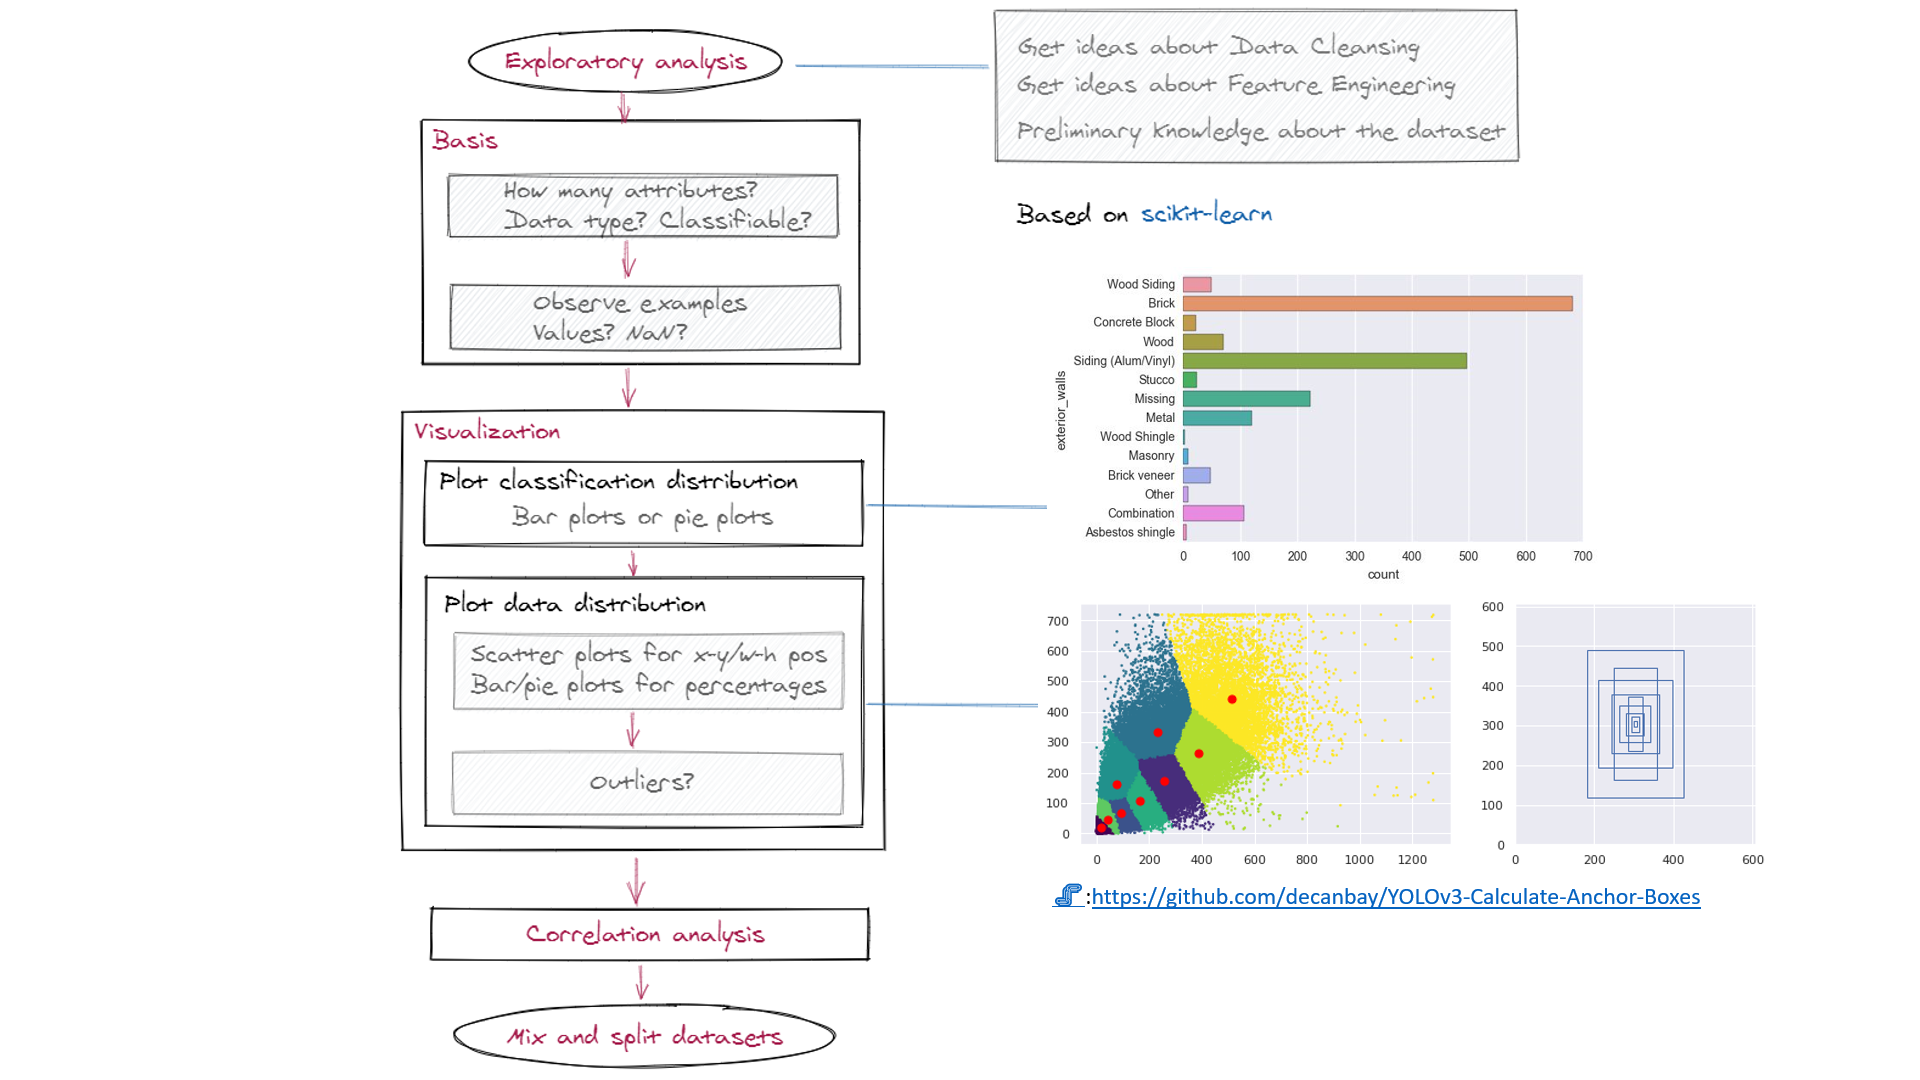 Exploratory analysis
Get ideas about Data Cleansing
Get ideas about Feature Engineering
Preliminary Knowledge about the dataset
Basis
How many attributes?
Data type? Classifiable?
Observe examples
Values? NaN?
Visualization
Plot classification distribution
Bar plots or pie plots
Plot data distribution
Scatter plots for x-y/w-h pos
Bar/pie plots for percentages
Outliers?
Correlation analysis
Mix and split datasets
Based on scikit-learn
exterior_walls
Wood Siding
Brick
Concrete Block
Wood
Siding (Alum/Vinyl)
Stucco
Missing
Metal
Wood Shingle
Masonry
Brick veneer
Other
Combination
Asbestos shingle
0 100 200 300 400 500 600 700
count
700
600
500
400
300
200
100
0
0 200 400 600 800 1000 1200
600
500
400
300
200
100
0
0 200 400 600
:https://github.com/decanbay/YOLOv3-Calculate-Anchor-Boxes